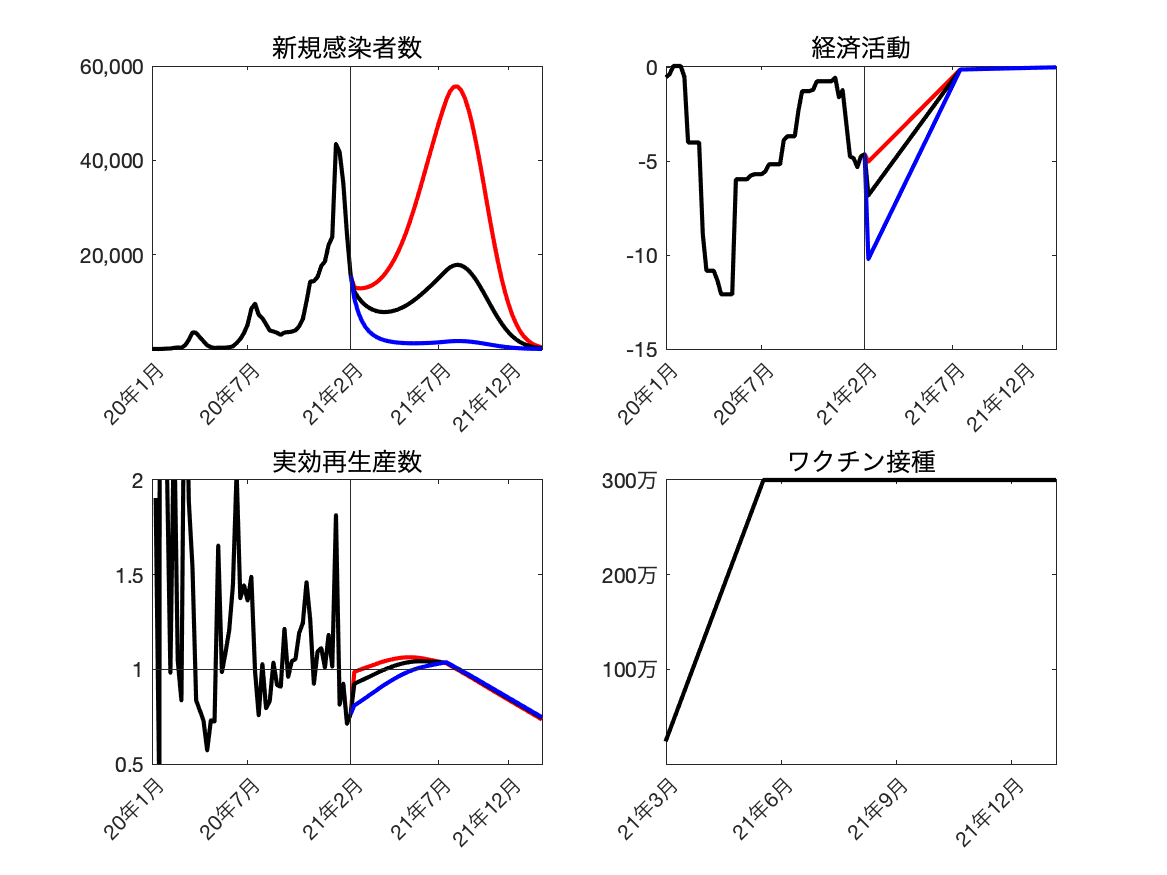 新規感染者数
60,000
40,000
20,000
20年1月
20年7月
21年2月
21年7月
21年12月
経済活動
0
-5
-10
-15
20年1月
20年7月
21年2月
21年7月
21年12月
実効再生産数
2
1.5
1
0.5
20年1月
20年7月
21年2月
21年7月
21年12月
ワクチン接種
300万
200万
100万
21年3月
21年6月
21年9月
21年12月